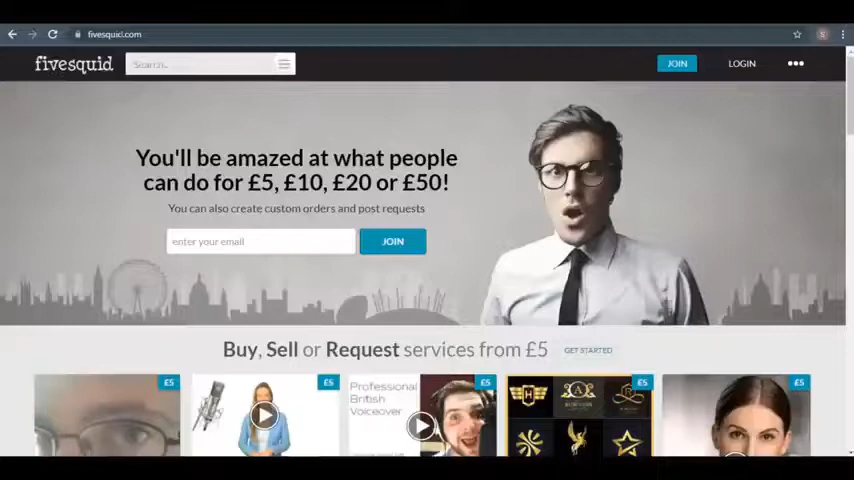 fivesquid.com
S
fivesquid
Search..
JOIN
LOGIN
You'll be amazed at what people
can do for £5, £10, £20 or £50!
You can also create custom orders and post requests
enter your email
JOIN
Buy, Sell or Request services from £5
GET STARTED
£5
£5
£5
£5
£5
Professional
British
Voiceover
H
A
R